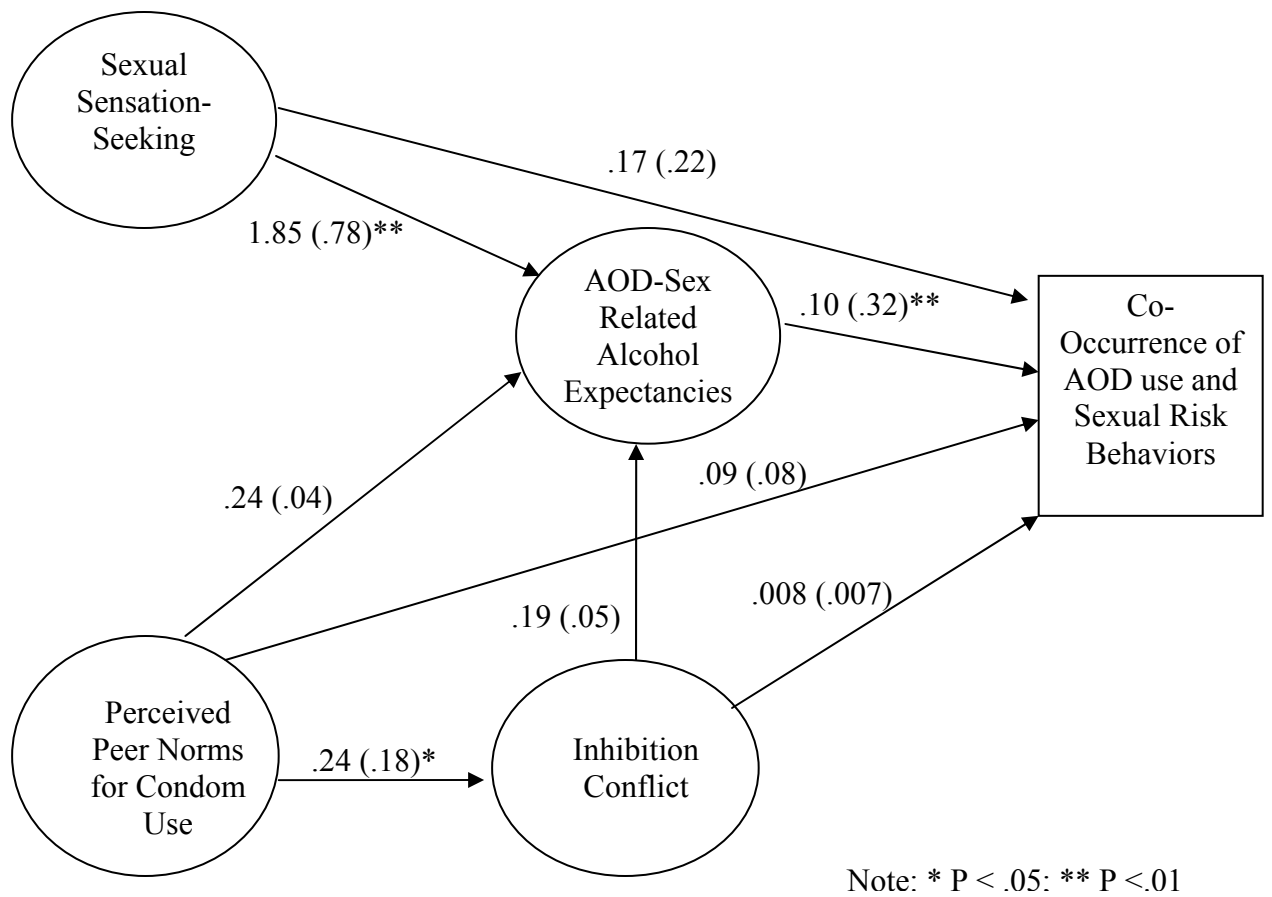 Sexual
Sensation-
Seeking
.17 (.22)
1.85 (.78)**
AOD-Sex
Related
Alcohol
Expectancies
.10 (.32)**
Co-
Occurrence of
AOD use and
Sexual Risk
Behaviors
.24 (.04)
.09 (.08)
.19 (.05)
.008 (.007)
Perceived
Peer Norms
for Condom
Use
.24 (.18)*
Inhibition
Conflict
Note: * P < .05; ** P <.01